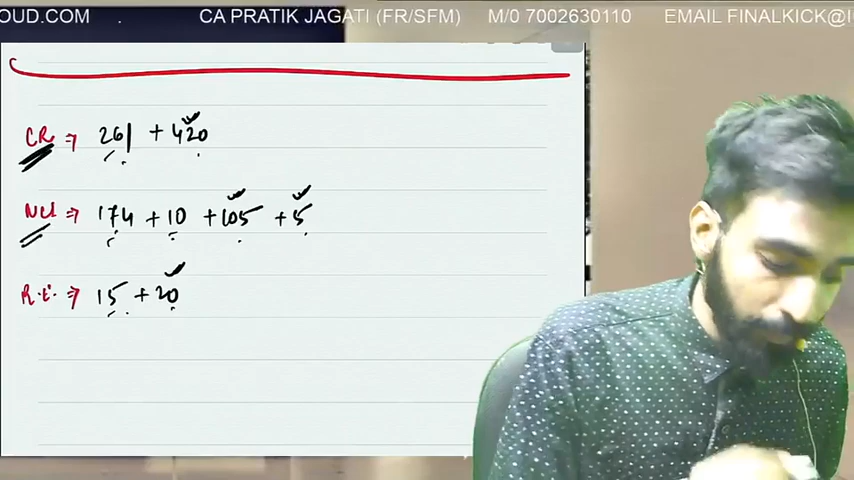 OUD.COM . CA PRATIK JAGATI (FR/SFM) M/0 7002630110 EMAIL FINALKICK@I
CR ⇒ 261 + 420
NCI ⇒ 174 + 10 + 105 + 5
R.E. ⇒ 15 + 20